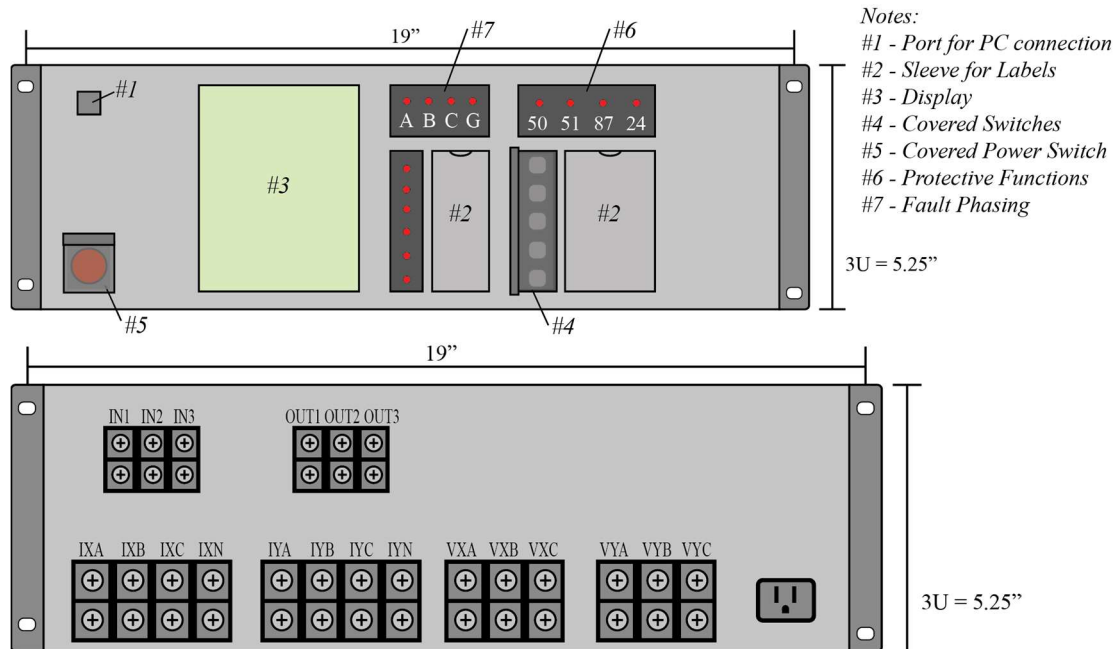 Notes:
#1 - Port for PC connection
#2 - Sleeve for Labels
#3 - Display
#4 - Covered Switches
#5 - Covered Power Switch
#6 - Protective Functions
#7 - Fault Phasing
19”
#7
#6
#1
A B C G
50 51 87 24
#3
#2
#2
3U = 5.25”
#5
#4
19”
IN1 IN2 IN3
OUT1 OUT2 OUT3
IXA IXB IXC IXN
IYA IYB IYC IYN
VXA VXB VXC
VYA VYB VYC
3U = 5.25”